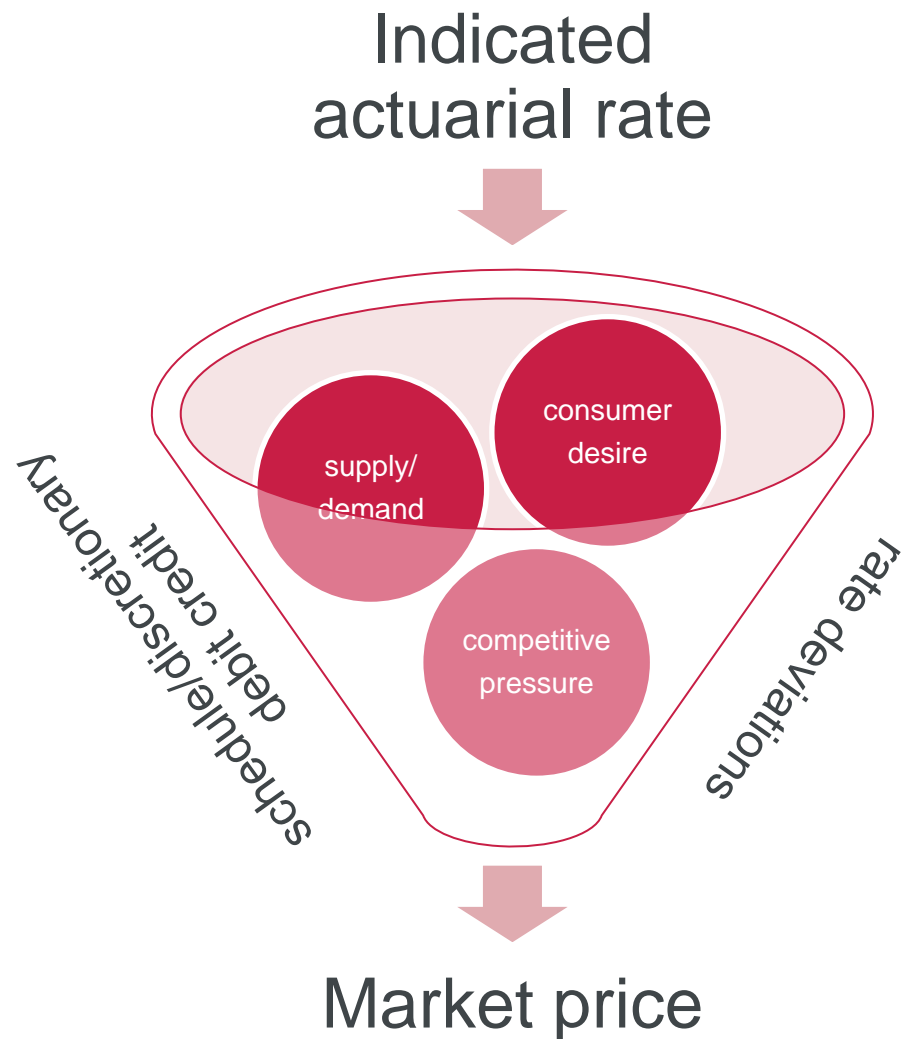 Indicated
actuarial rate
consumer
desire
supply/
demand
competitive
pressure
schedule/discretionary
debit credit
rate deviations
Market price